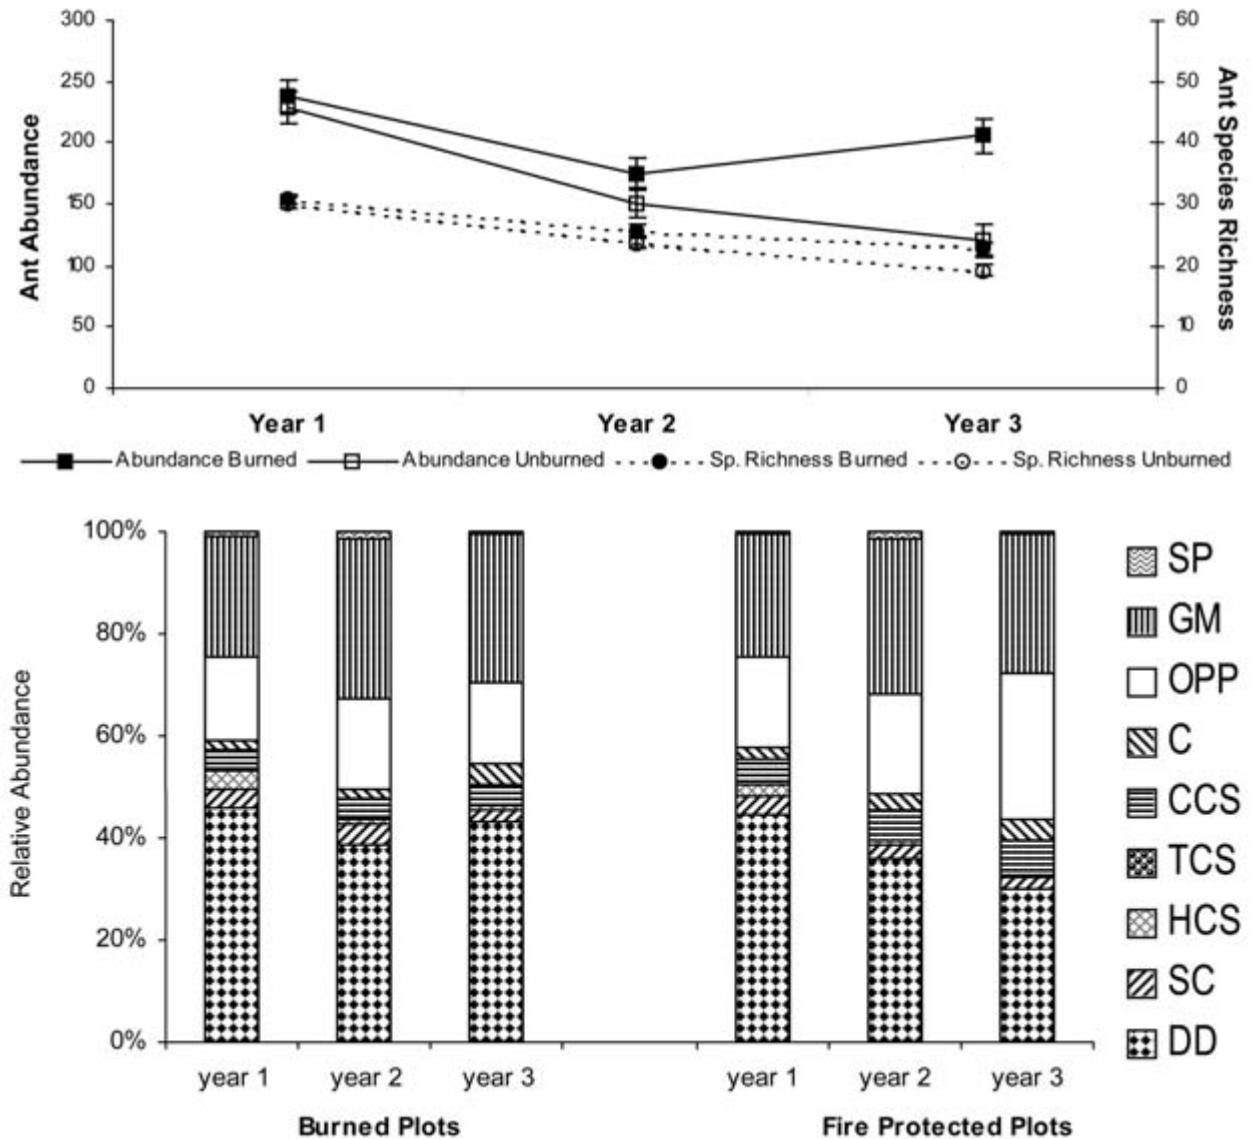 300
250
200
150
100
50
0
Ant Abundance
60
50
40
30
20
10
0
Ant Species Richness
Year 1 Year 2 Year 3
Abundance Burned Abundance Unburned Sp. Richness Burned Sp. Richness Unburned
100%
80%
60%
40%
20%
0%
Relative Abundance
SP
GM
OPP
C
CCS
TCS
HCS
SC
DD
year 1 year 2 year 3 year 1 year 2 year 3
Burned Plots Fire Protected Plots